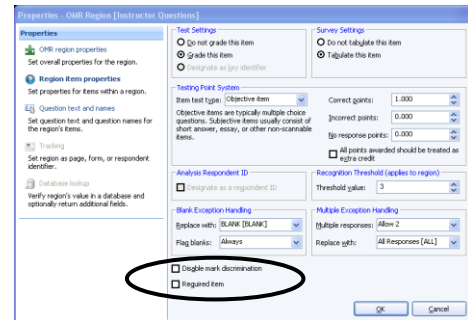 Properties - OMR Region [Instructor Questions]
Properties
OMR region properties
Set overall properties for the region.
Region item properties
Set properties for items within a region.
Question text and names
Set question text and question names for
the region's items.
Trading
Set region as page, form, or respondent
identifier.
Database lookup
Verify region's value in a database and
optionally return additional fields.
Test Settings
Do not grade this item
Grade this item
Designate as key identifier
Survey Settings
Do not tabulate this item
Tabulate this item
Testing Point System
Item test type: Objective item
Objective items are typically multiple choice
questions. Subjective items usually consist of
short answer, essay, or other non-scannable
items.
Correct points: 1.000
Incorrect points: 0.000
No response points: 0.000
All points awarded should be treated as
extra credit
Analysis Respondent ID
Designate as a respondent ID
Recognition Threshold (applies to region)
Threshold value: 3
Blank Exception Handling
Replace with: BLANK [BLANK]
Flag blanks: Always
Multiple Exception Handling
Multiple responses: Allow 2
Replace with: All Responses [ALL]
Disable mark discrimination
Required item
OK Cancel